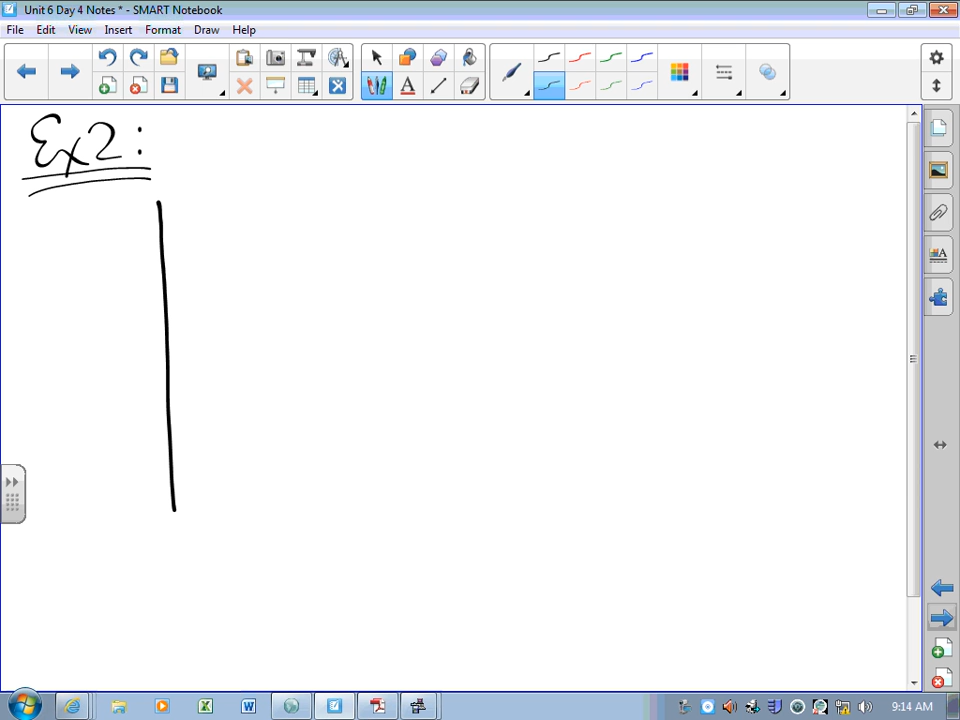 Unit 6 Day 4 Notes * - SMART Notebook
File Edit View Insert Format Draw Help
Ex2:
9:14 AM